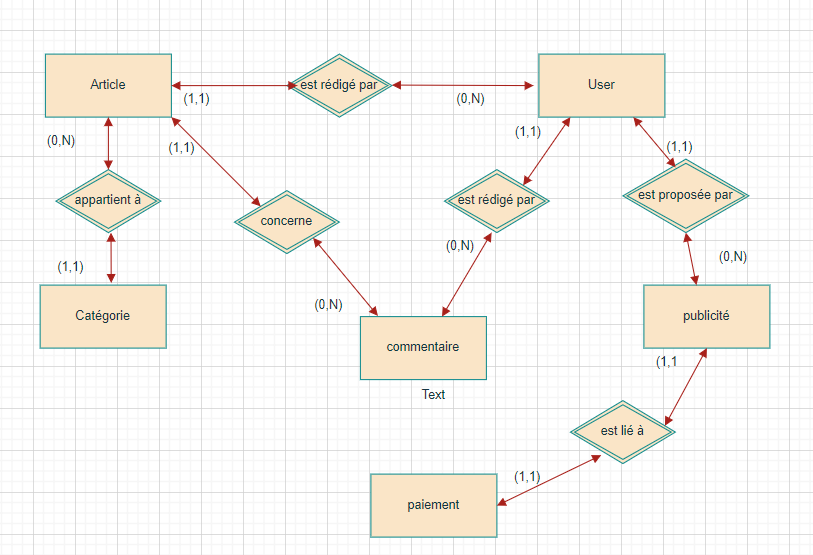 Article
est rédigé par
User
(1,1)
(0,N)
(0,N)
(1,1)
(1,1)
(1,1)
appartient à
concerne
est rédigé par
est proposée par
(1,1)
(0,N)
(0,N)
(0,N)
Catégorie
commentaire
publicité
Text
(1,1
est lié à
(1,1)
paiement